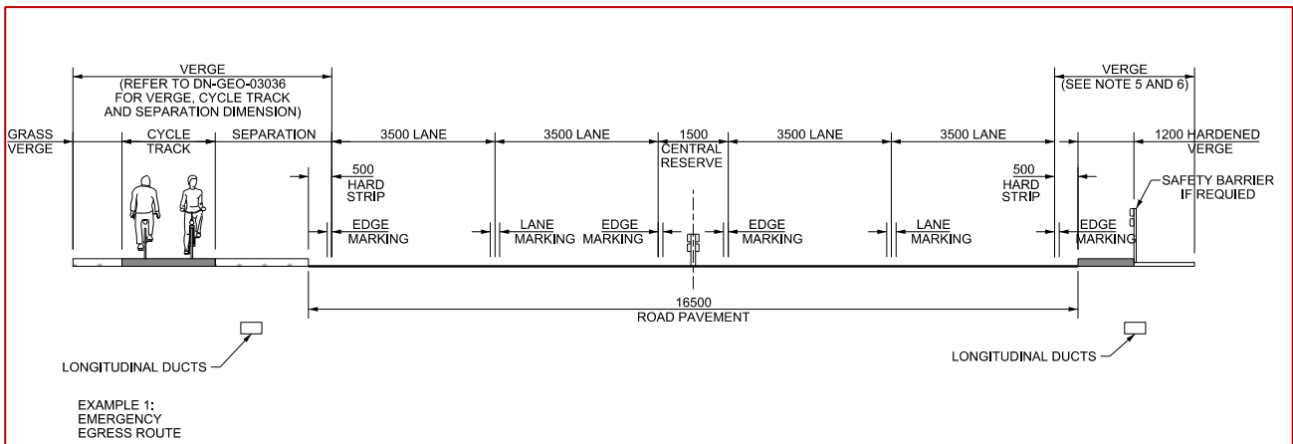 VERGE
(REFER TO DN-GEO-03036
FOR VERGE, CYCLE TRACK
AND SEPARATION DIMENSION)
VERGE
(SEE NOTE 5 AND 6)
GRASS
VERGE
CYCLE
TRACK
SEPARATION
3500 LANE
3500 LANE
1500
CENTRAL
RESERVE
3500 LANE
3500 LANE
1200 HARDENED
VERGE
500
HARD
STRIP
500
HARD
STRIP
SAFETY BARRIER
IF REQUIED
EDGE
MARKING
LANE
MARKING
EDGE
MARKING
EDGE
MARKING
LANE
MARKING
EDGE
MARKING
16500
ROAD PAVEMENT
LONGITUDINAL DUCTS
LONGITUDINAL DUCTS
EXAMPLE 1:
EMERGENCY
EGRESS ROUTE